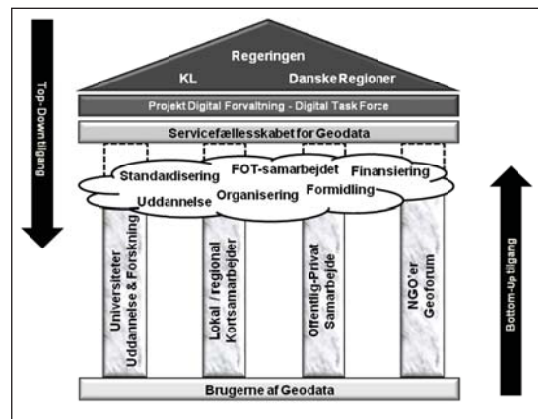 Regeringen
KL Danske Regioner
Projekt Digital Forvaltning - Digital Task Force
Servicefællesskabet for Geodata
Top-Down tilgang
Standardisering
FOT-samarbejdet
Finansiering
Uddannelse
Organisering
Formidling
Universiteter
Uddannelse & Forskning
Lokal / regional
Kortsamarbejder
Offentlig-Privat
Samarbejde
NGO'er
Geoforum
Bottom-Up tilgang
Brugerne af Geodata